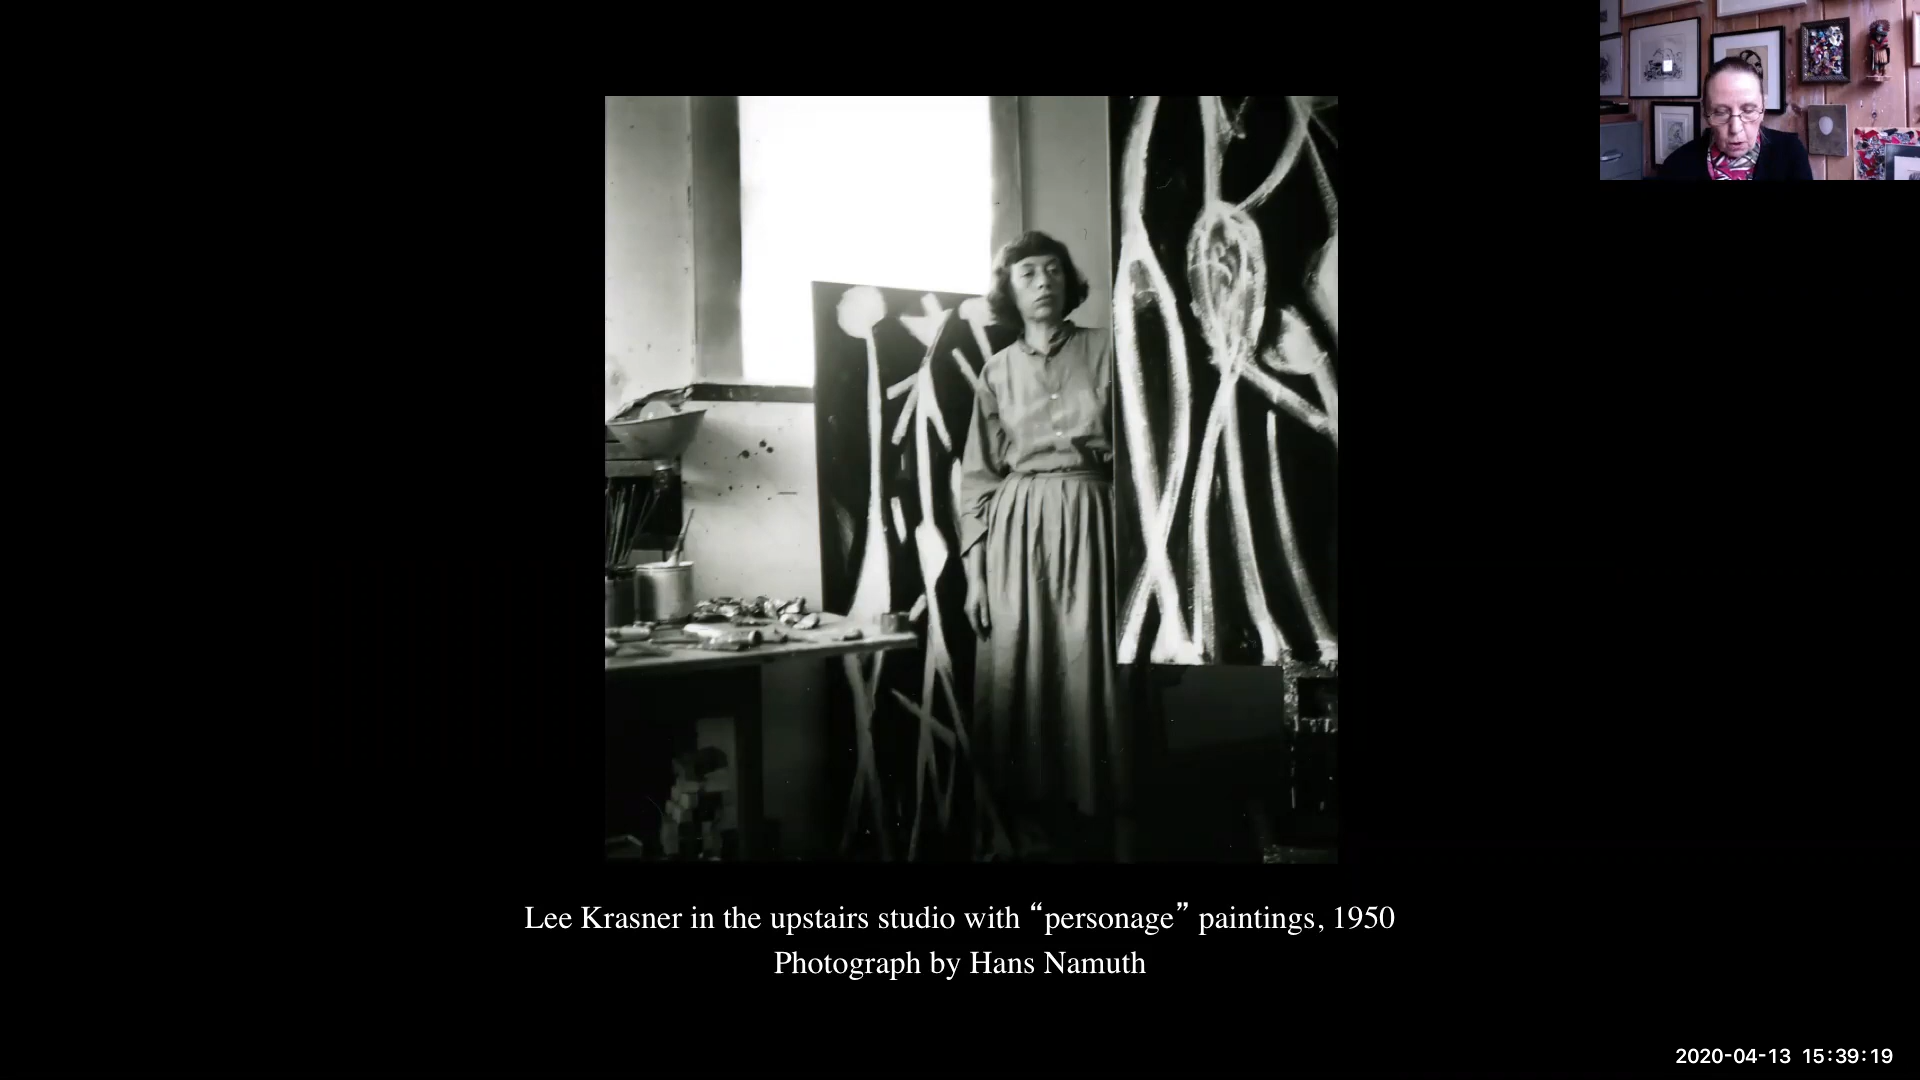 Lee Krasner in the upstairs studio with “personage” paintings, 1950
Photograph by Hans Namuth
2020-04-13 15:39:19